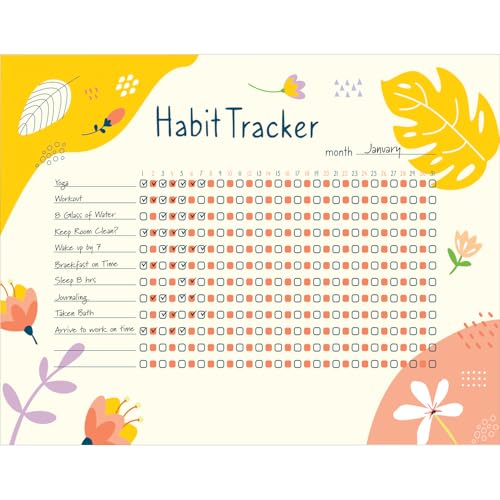 Habit Tracker
month January
1 2 3 4 5 6 7 8 9 10 11 12 13 14 15 16 17 18 19 20 21 22 23 24 25 26 27 28 29 30 31
Yoga
Workout
8 Glass of Water
Keep Room Clean?
Wake up by 7
Braekfast on Time
Sleep 8 hrs
Journaling
Taken Bath
Arrive to work on time